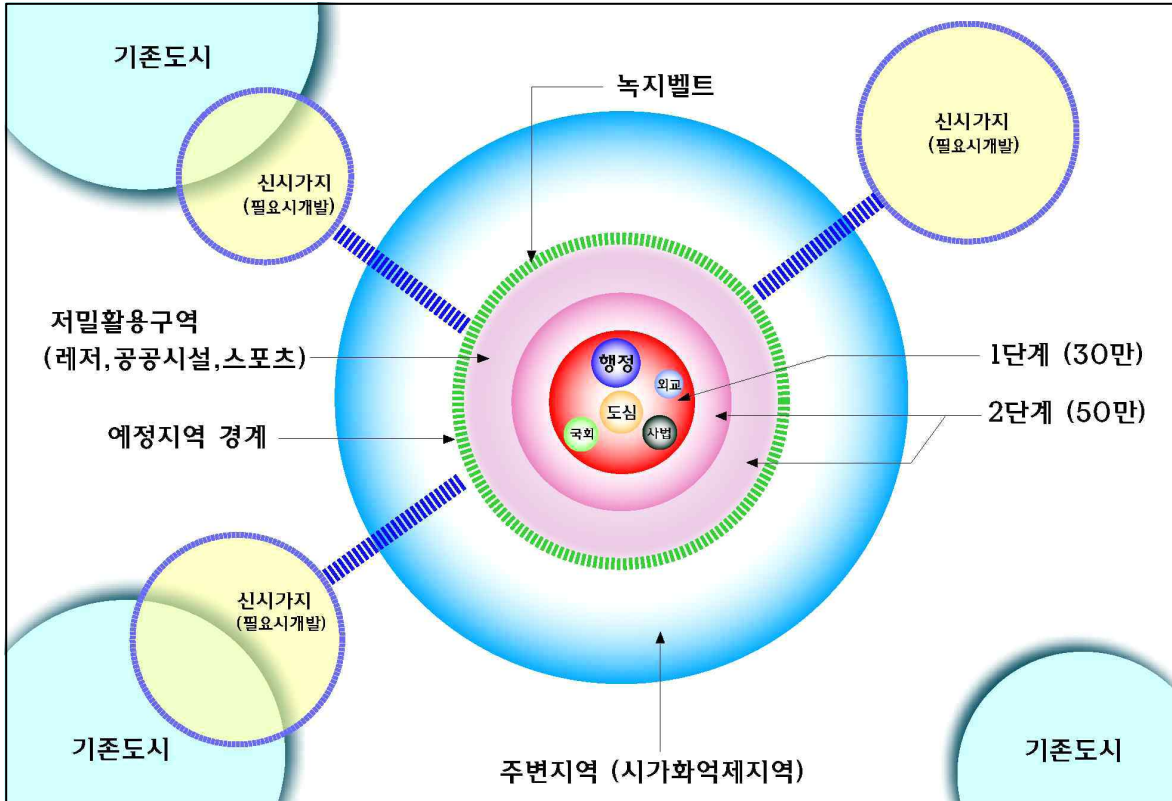 기존도시
녹지벨트
신시가지
(필요시개발)
신시가지
(필요시개발)
저밀활용구역
(레저,공공시설,스포츠)
행정
외교
도심
국회
사법
1단계 (30만)
2단계 (50만)
예정지역 경계
신시가지
(필요시개발)
기존도시
기존도시
주변지역 (시가화억제지역)